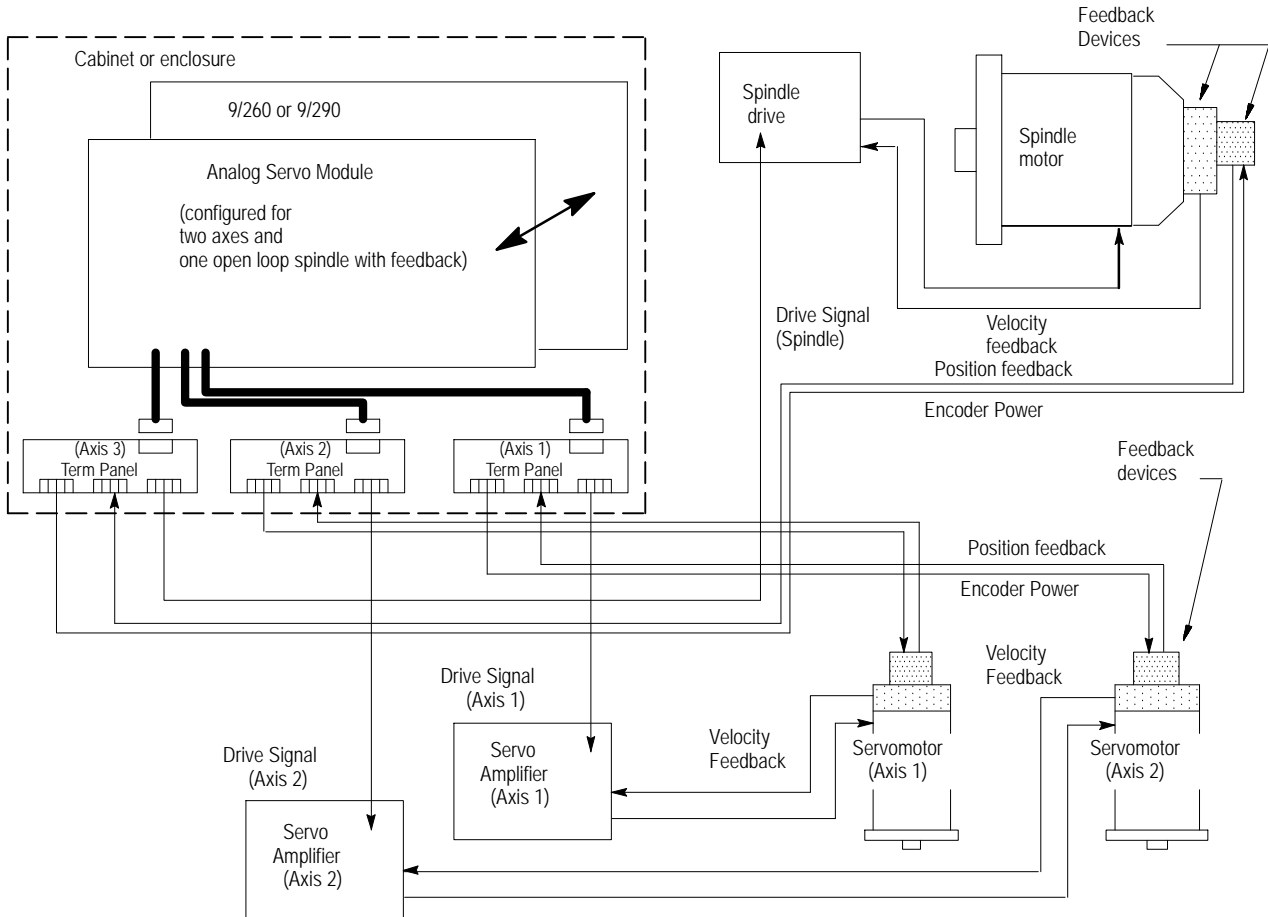 Feedback
Devices
Cabinet or enclosure
9/260 or 9/290
Analog Servo Module
(configured for
two axes and
one open loop spindle with feedback)
Spindle
drive
Spindle
motor
Drive Signal
(Spindle)
Velocity
feedback
Position feedback
Encoder Power
(Axis 3)
Term Panel
(Axis 2)
Term Panel
(Axis 1)
Term Panel
Feedback
devices
Position feedback
Encoder Power
Drive Signal
(Axis 1)
Velocity
Feedback
Drive Signal
(Axis 2)
Servo
Amplifier
(Axis 1)
Velocity
Feedback
Servomotor
(Axis 1)
Servomotor
(Axis 2)
Servo
Amplifier
(Axis 2)